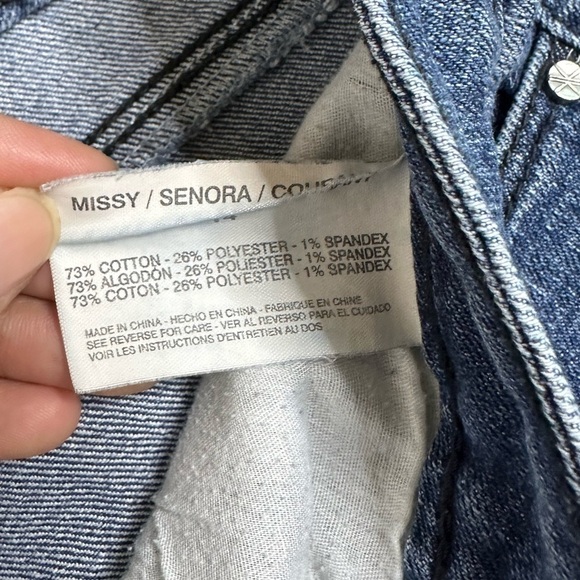 MISSY / SENORA / COURANT
14
73% COTTON - 26% POLYESTER - 1% SPANDEX
73% ALGODÓN - 26% POLIESTER - 1% SPANDEX
73% COTON - 26% POLYESTER - 1% SPANDEX
MADE IN CHINA - HECHO EN CHINA - FABRIQUE EN CHINE
SEE REVERSE FOR CARE - VER AL REVERSO PARA EL CUIDADO
VOIR LES INSTRUCTIONS D'ENTRETIEN AU DOS